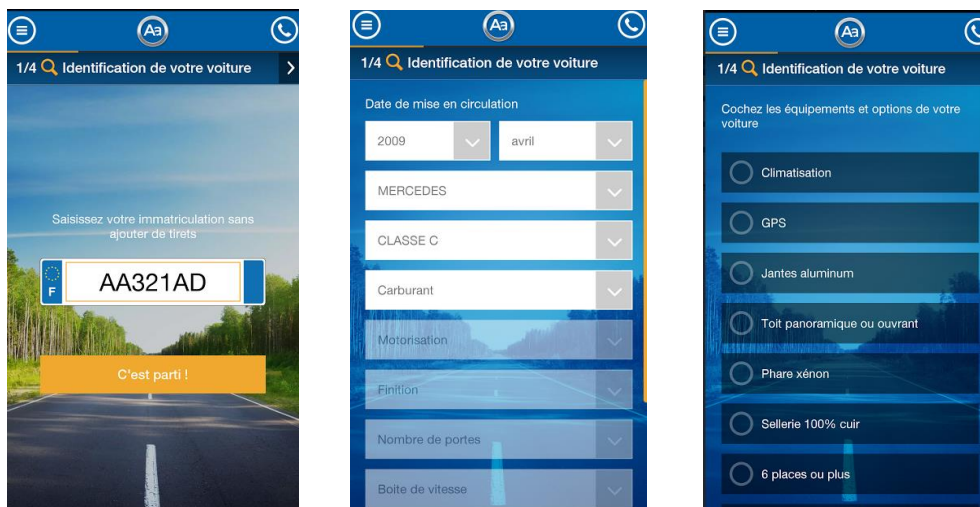 Aa
1/4 Identification de votre voiture
Saisissez votre immatriculation sans
ajouter de tirets
F
AA321AD
C'est parti !
Aa
1/4 Identification de votre voiture
Date de mise en circulation
2009 avril
MERCEDES
CLASSE C
Carburant
Motorisation
Finition
Nombre de portes
Boite de vitesse
Aa
1/4 Identification de votre voiture
Cochez les équipements et options de votre
voiture
Climatisation
GPS
Jantes aluminum
Toit panoramique ou ouvrant
Phare xénon
Sellerie 100% cuir
6 places ou plus